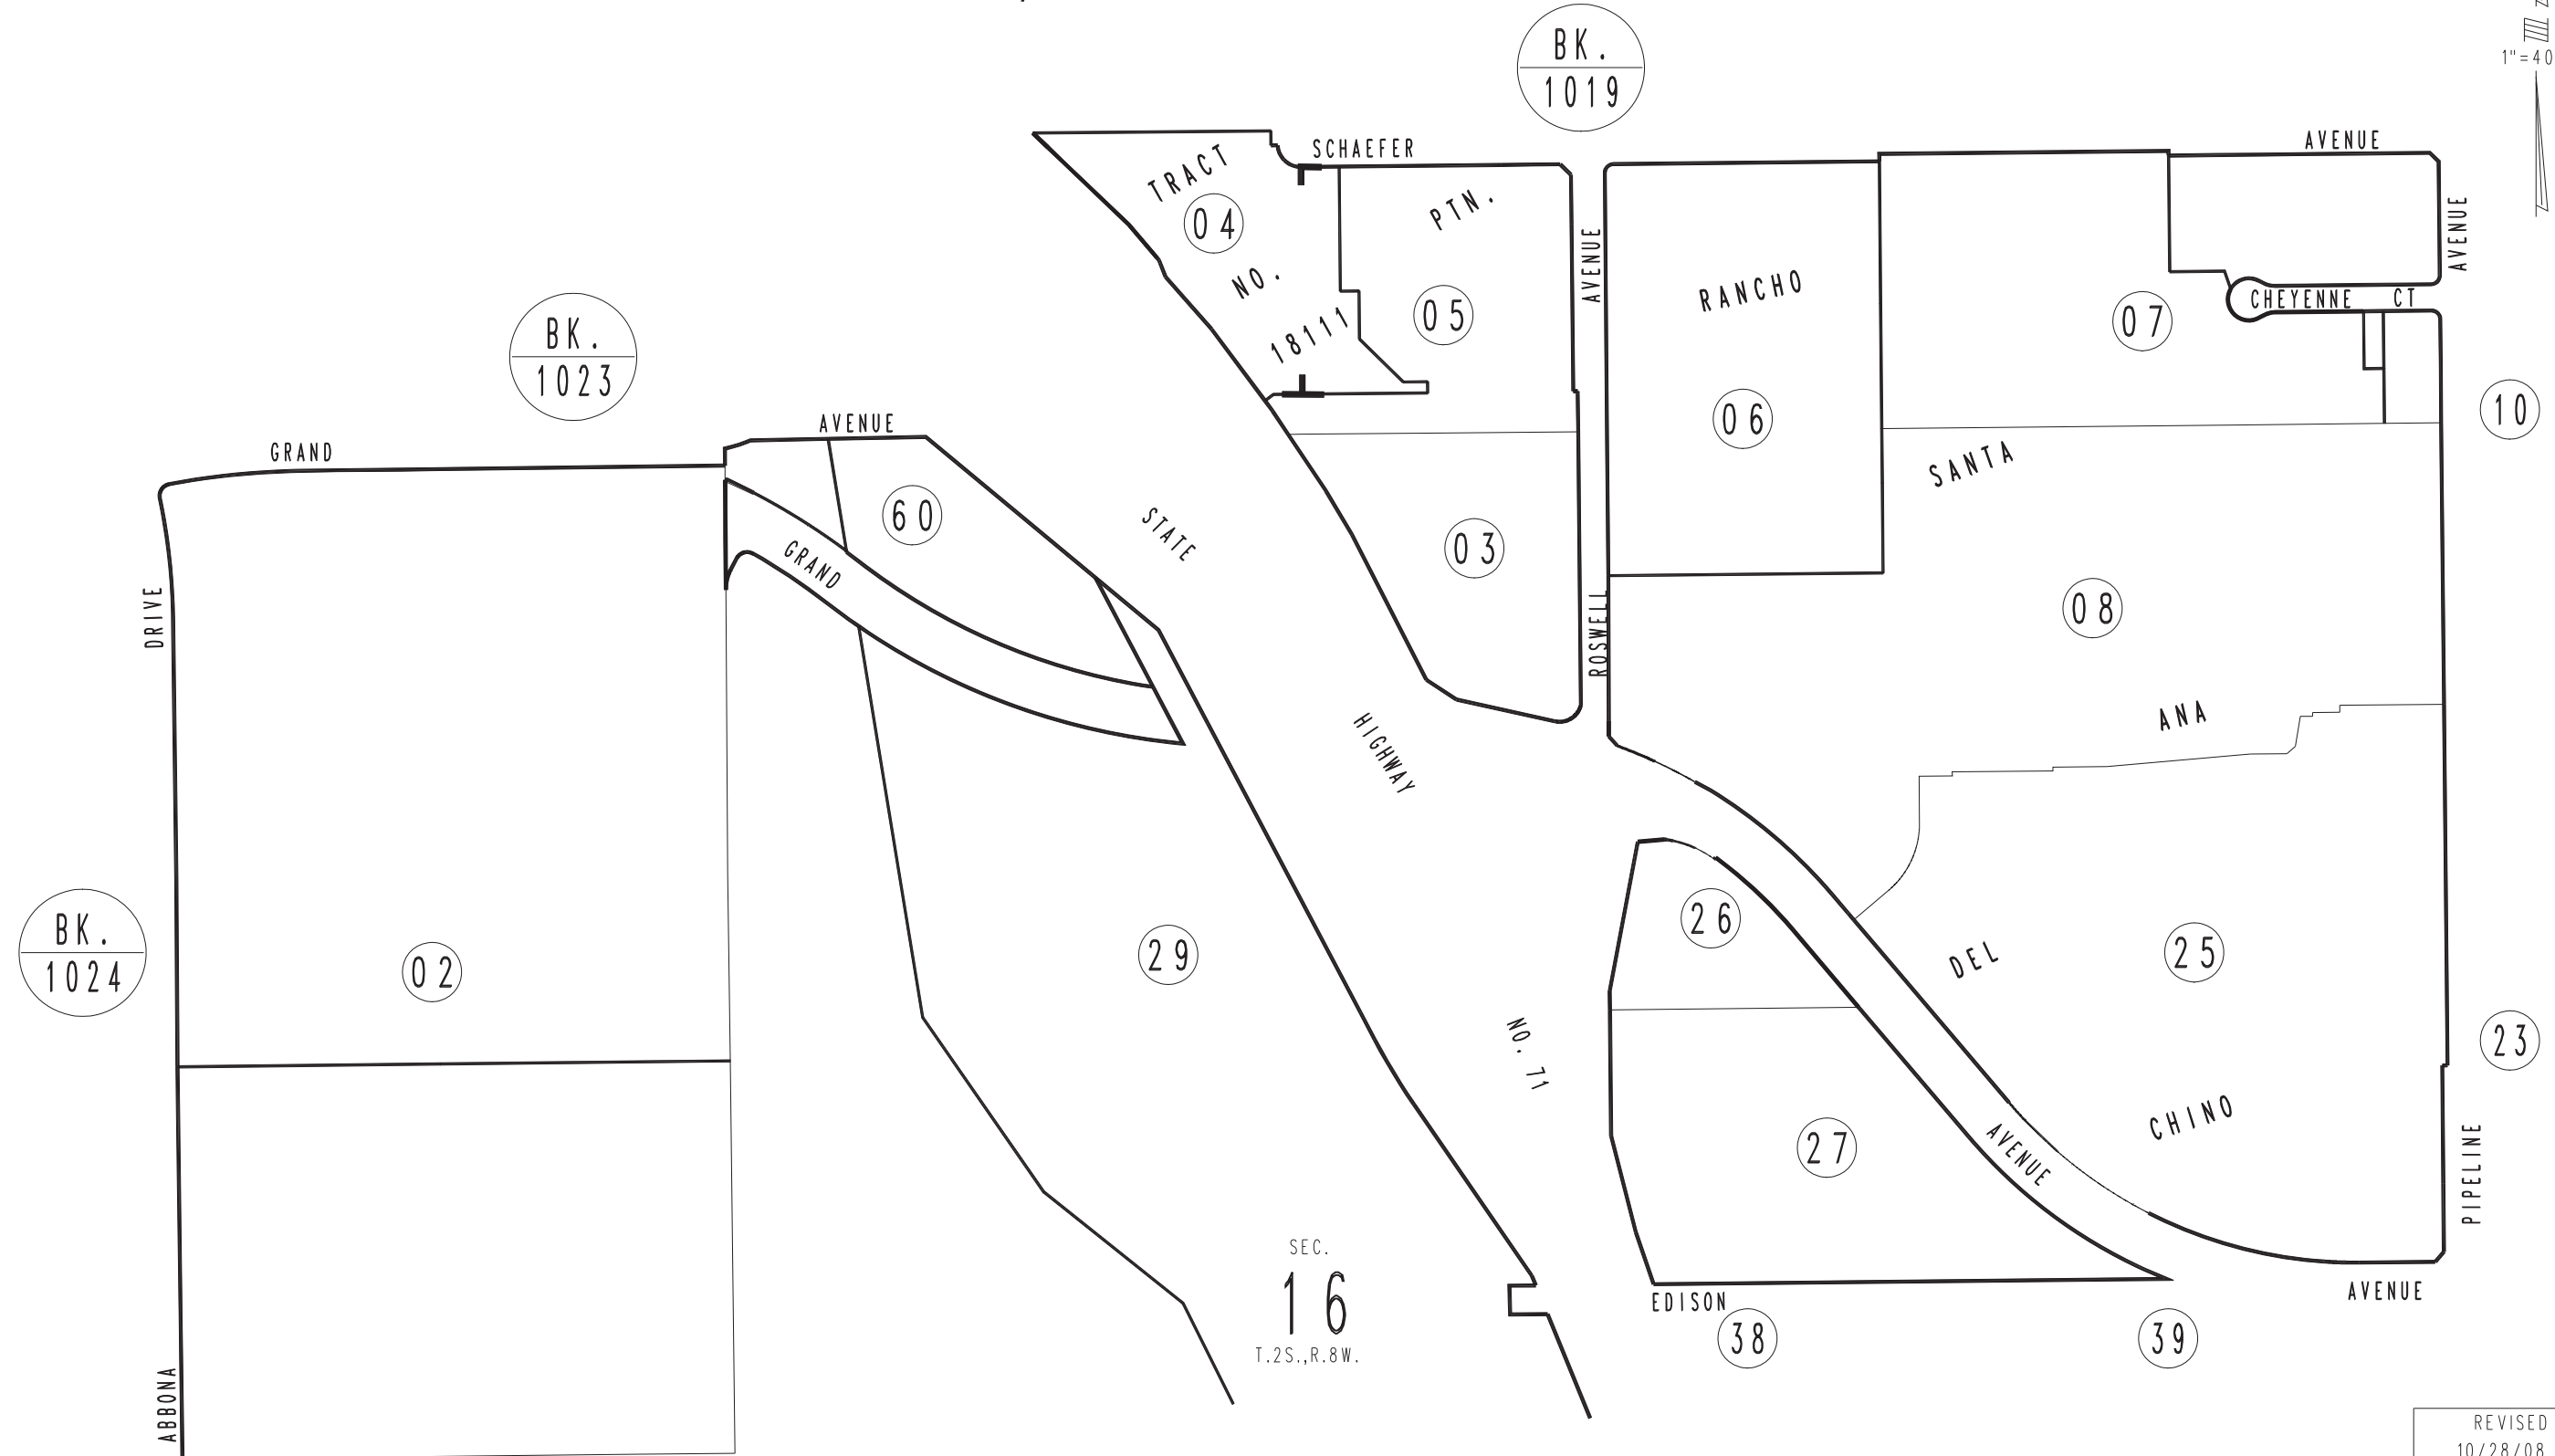 BK.
1019
1"=40
SCHAEFER
AVENUE
TRACT
04
NO.
18111
PTN.
05
AVENUE
RANCHO
06
07
CHEYENNE CT
AVENUE
10
BK.
1023
GRAND
AVENUE
60
GRAND
STATE
03
ROSWELL
SANTA
08
DRIVE
HIGHWAY
ANA
BK.
1024
02
29
26
DEL
25
NO. 71
23
27
AVENUE
CHINO
PIPELINE
SEC.
16
T.2S.,R.8W.
EDISON
AVENUE
38
39
ABBONA
REVISED
10/28/08